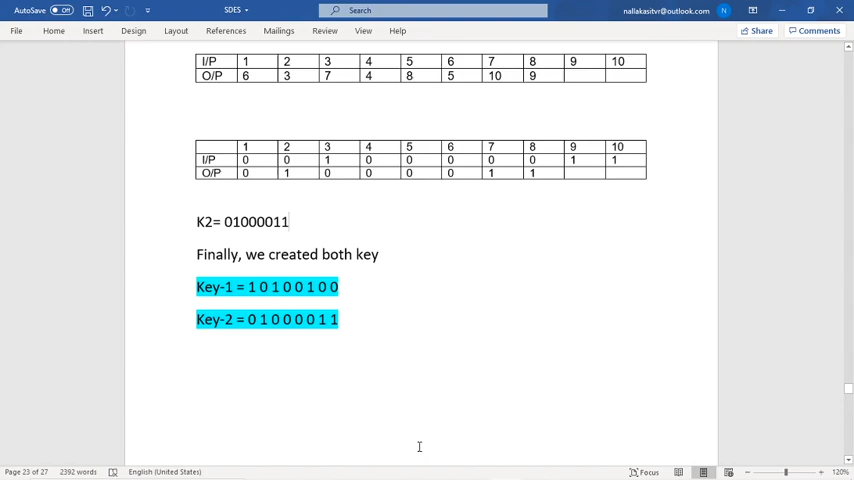 AutoSave Off SDES Search nallakasitvr@outlook.com N
File Home Insert Draw Design Layout References Mailings Review View Help Share Comments
I/P 1 2 3 4 5 6 7 8 9 10
O/P 6 3 7 4 8 5 10 9
1 2 3 4 5 6 7 8 9 10
I/P 0 0 1 0 0 0 0 0 1 1
O/P 0 1 0 0 0 0 1 1
K2= 01000011
Finally, we created both key
Key-1 = 1 0 1 0 0 1 0 0
Key-2 = 0 1 0 0 0 0 1 1
Page 23 of 27 2392 words English (United States) Focus 120%